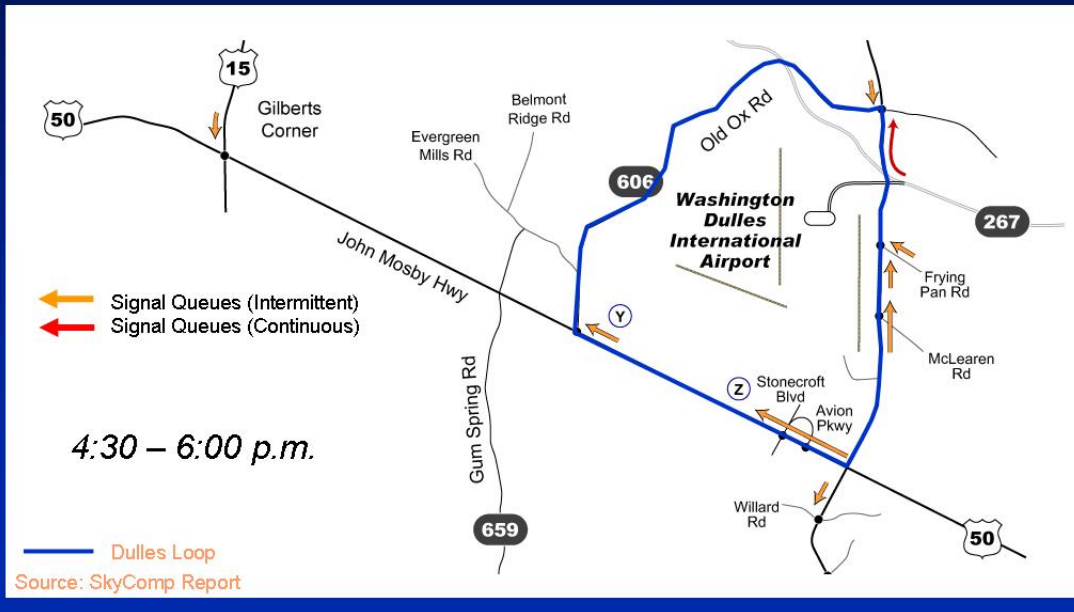 15
50
Gilberts
Corner
Belmont
Ridge Rd
Evergreen
Mills Rd
Old Ox Rd
606
Washington
Dulles
International
Airport
267
John Mosby Hwy
Frying
Pan Rd
Signal Queues (Intermittent)
Signal Queues (Continuous)
Y
McLearen
Rd
Gum Spring Rd
Z
Stonecroft
Blvd
Avion
Pkwy
4:30 – 6:00 p.m.
Willard
Rd
659
50
Dulles Loop
Source: SkyComp Report